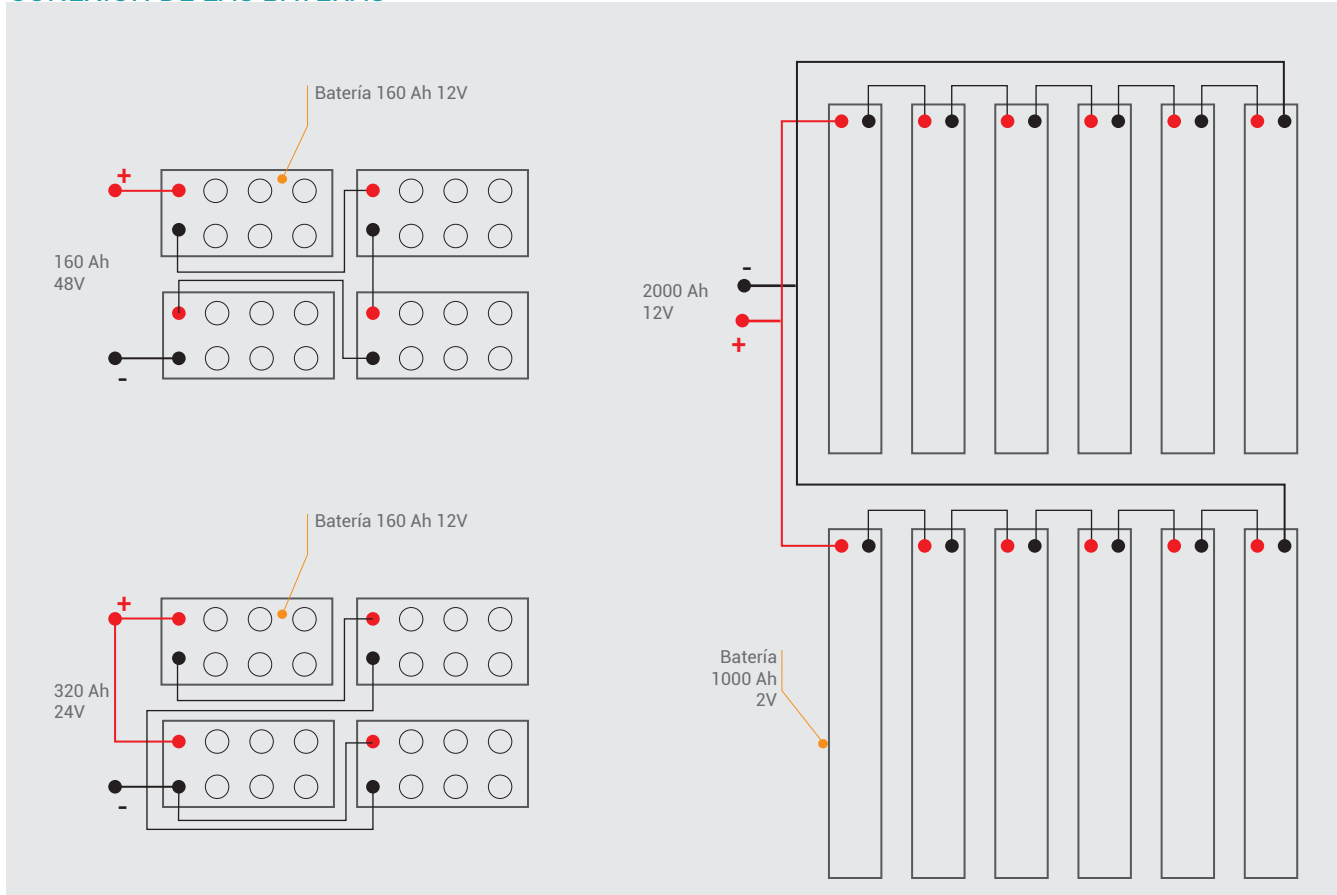 Batería 160 Ah 12V
+
160 Ah
48V
-
Batería 160 Ah 12V
+
320 Ah
24V
-
-
2000 Ah
12V
+
Batería
1000 Ah
2V